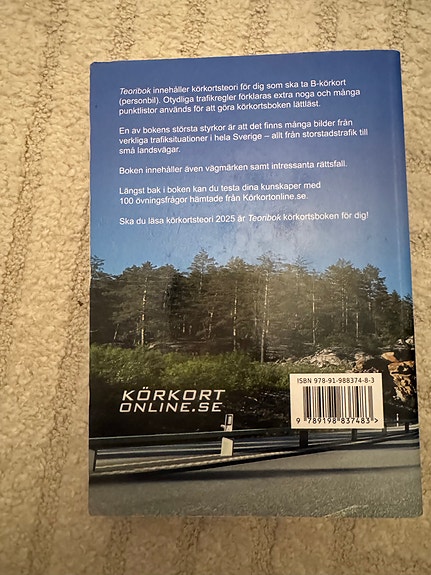 Teoribok innehåller körkortsteori för dig som ska ta B-körkort
(personbil). Otydliga trafikregler förklaras extra noga och många
punktlistor används för att göra körkortsboken lättläst.
En av bokens största styrkor är att det finns många bilder från
verkliga trafiksituationer i hela Sverige – allt från storstadstrafik till
små landsvägar.
Boken innehåller även vägmärken samt intressanta rättsfall.
Längst bak i boken kan du testa dina kunskaper med
100 övningsfrågor hämtade från Körkortonline.se.
Ska du läsa körkortsteori 2025 är Teoribok körkortsboken för dig!
KÖRKORT
ONLINE.SE
ISBN 978-91-988374-8-3
9 789198 837483 >